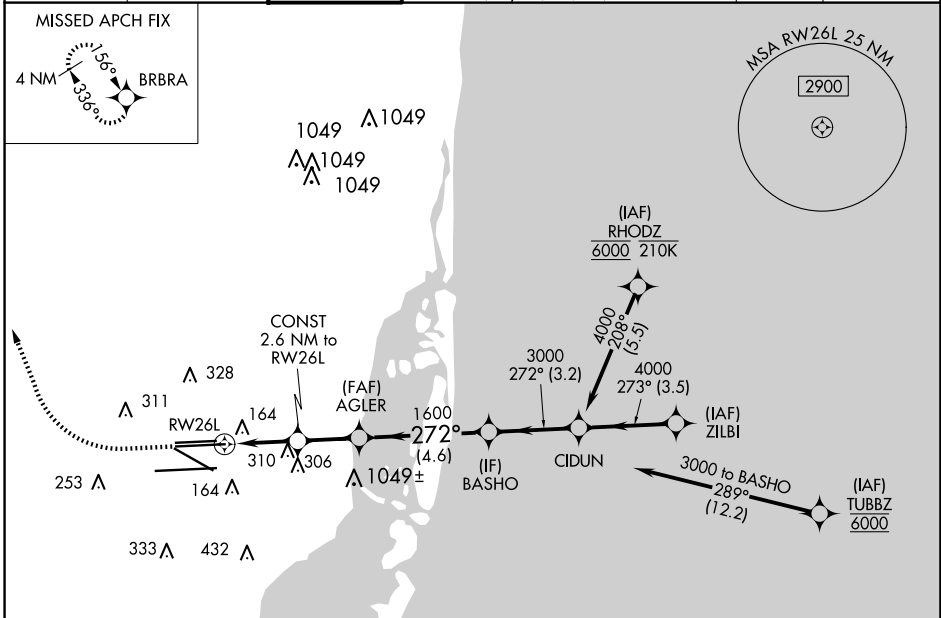 MISSED APCH FIX
4 NM
156°
336°
BRBRA
1049
1049
1049
1049
MSA RW26L 25 NM
2900
(IAF)
RHODZ
6000 210K
4000
208°
(5.5)
CONST
2.6 NM to
RW26L
3000
272° (3.2)
4000
273° (3.5)
328
311
(FAF)
AGLER
RW26L
164
1600
272°
(4.6)
(IAF)
ZILBI
310
306
(IF)
BASHO
CIDUN
253
164
1049±
3000 to BASHO
289°
(12.2)
(IAF)
TUBBZ
6000
333
432